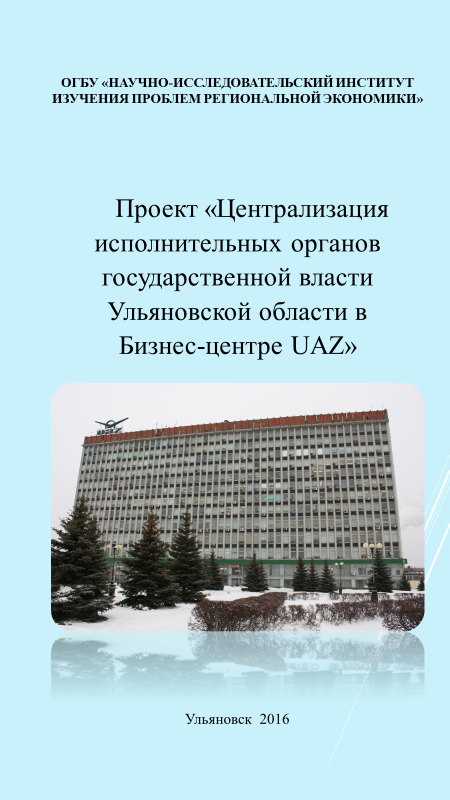 ОГБУ «НАУЧНО-ИССЛЕДОВАТЕЛЬСКИЙ ИНСТИТУТ
ИЗУЧЕНИЯ ПРОБЛЕМ РЕГИОНАЛЬНОЙ ЭКОНОМИКИ»
Проект «Централизация
исполнительных органов
государственной власти
Ульяновской области в
Бизнес-центре UAZ»
Ульяновск 2016